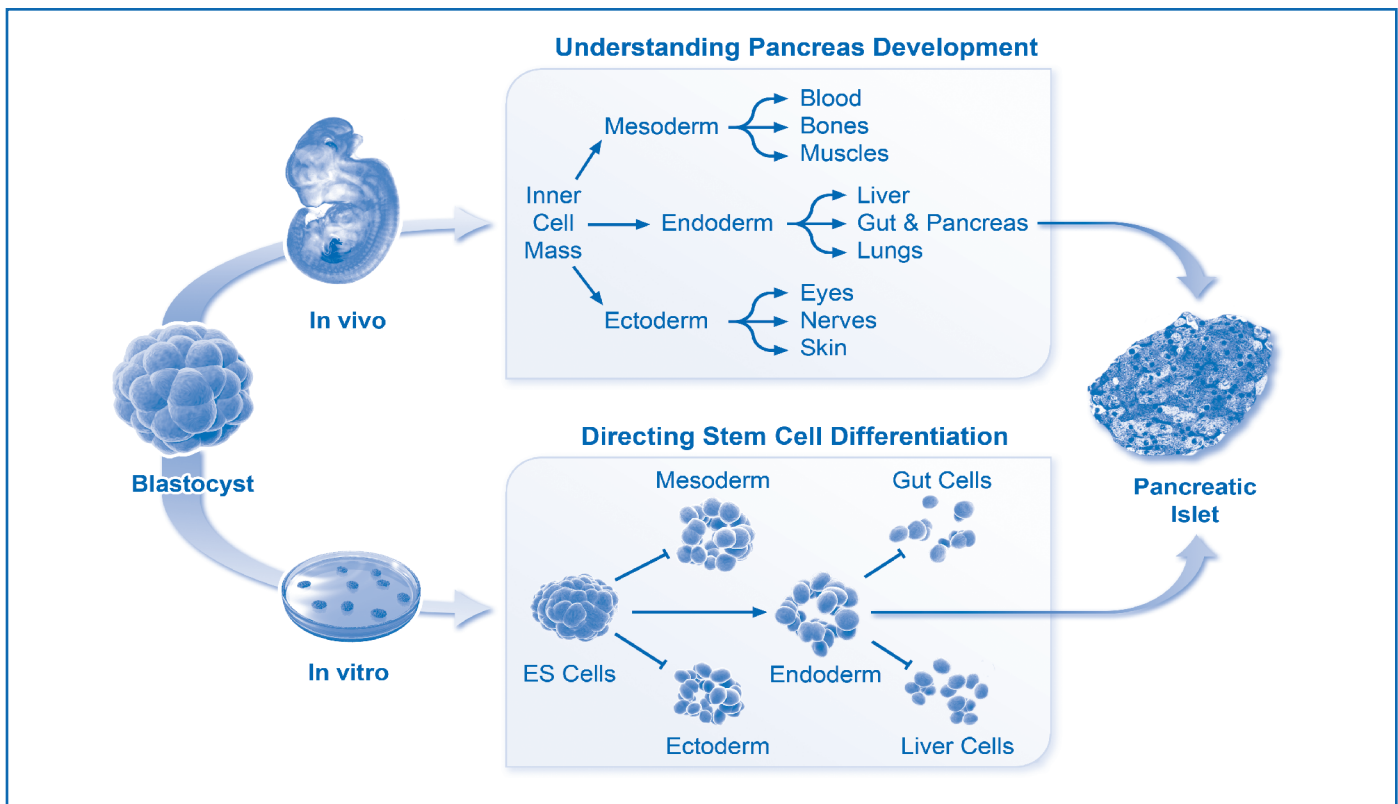 Understanding Pancreas Development
Mesoderm
Blood
Bones
Muscles
Inner
Cell
Mass
Endoderm
Liver
Gut & Pancreas
Lungs
Ectoderm
Eyes
Nerves
Skin
In vivo
Blastocyst
In vitro
Directing Stem Cell Differentiation
Mesoderm
Gut Cells
ES Cells
Endoderm
Ectoderm
Liver Cells
Pancreatic
Islet